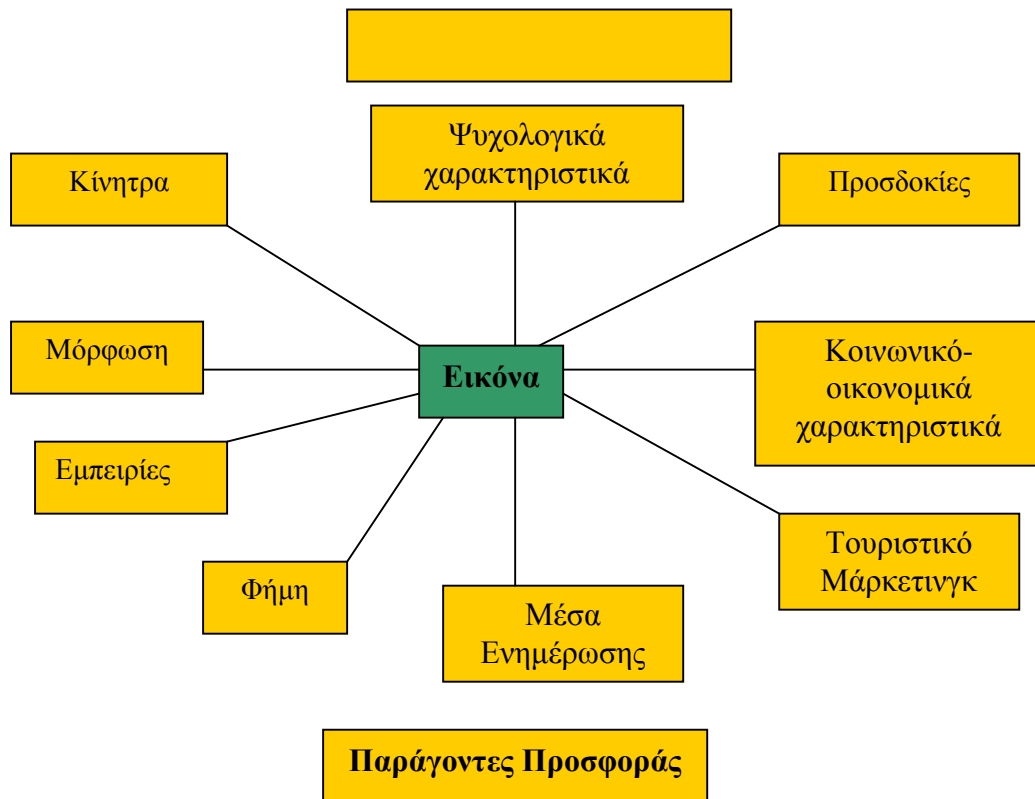 Ψυχολογικά
χαρακτηριστικά
Κίνητρα
Προσδοκίες
Μόρφωση
Εικόνα
Κοινωνικό-
οικονομικά
χαρακτηριστικά
Εμπειρίες
Τουριστικό
Μάρκετινγκ
Φήμη
Μέσα
Ενημέρωσης
Παράγοντες Προσφοράς